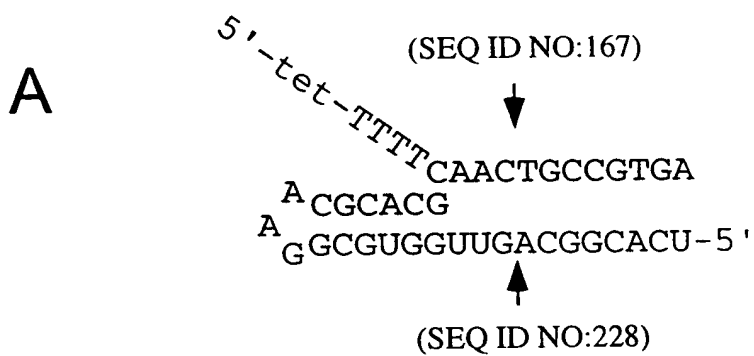 A
(SEQ ID NO:167)
5'-tet-TTTTCAACTGCCGTGA
ACGCACG
AGGCGUGGUUGACGGCACU-5'
(SEQ ID NO:228)